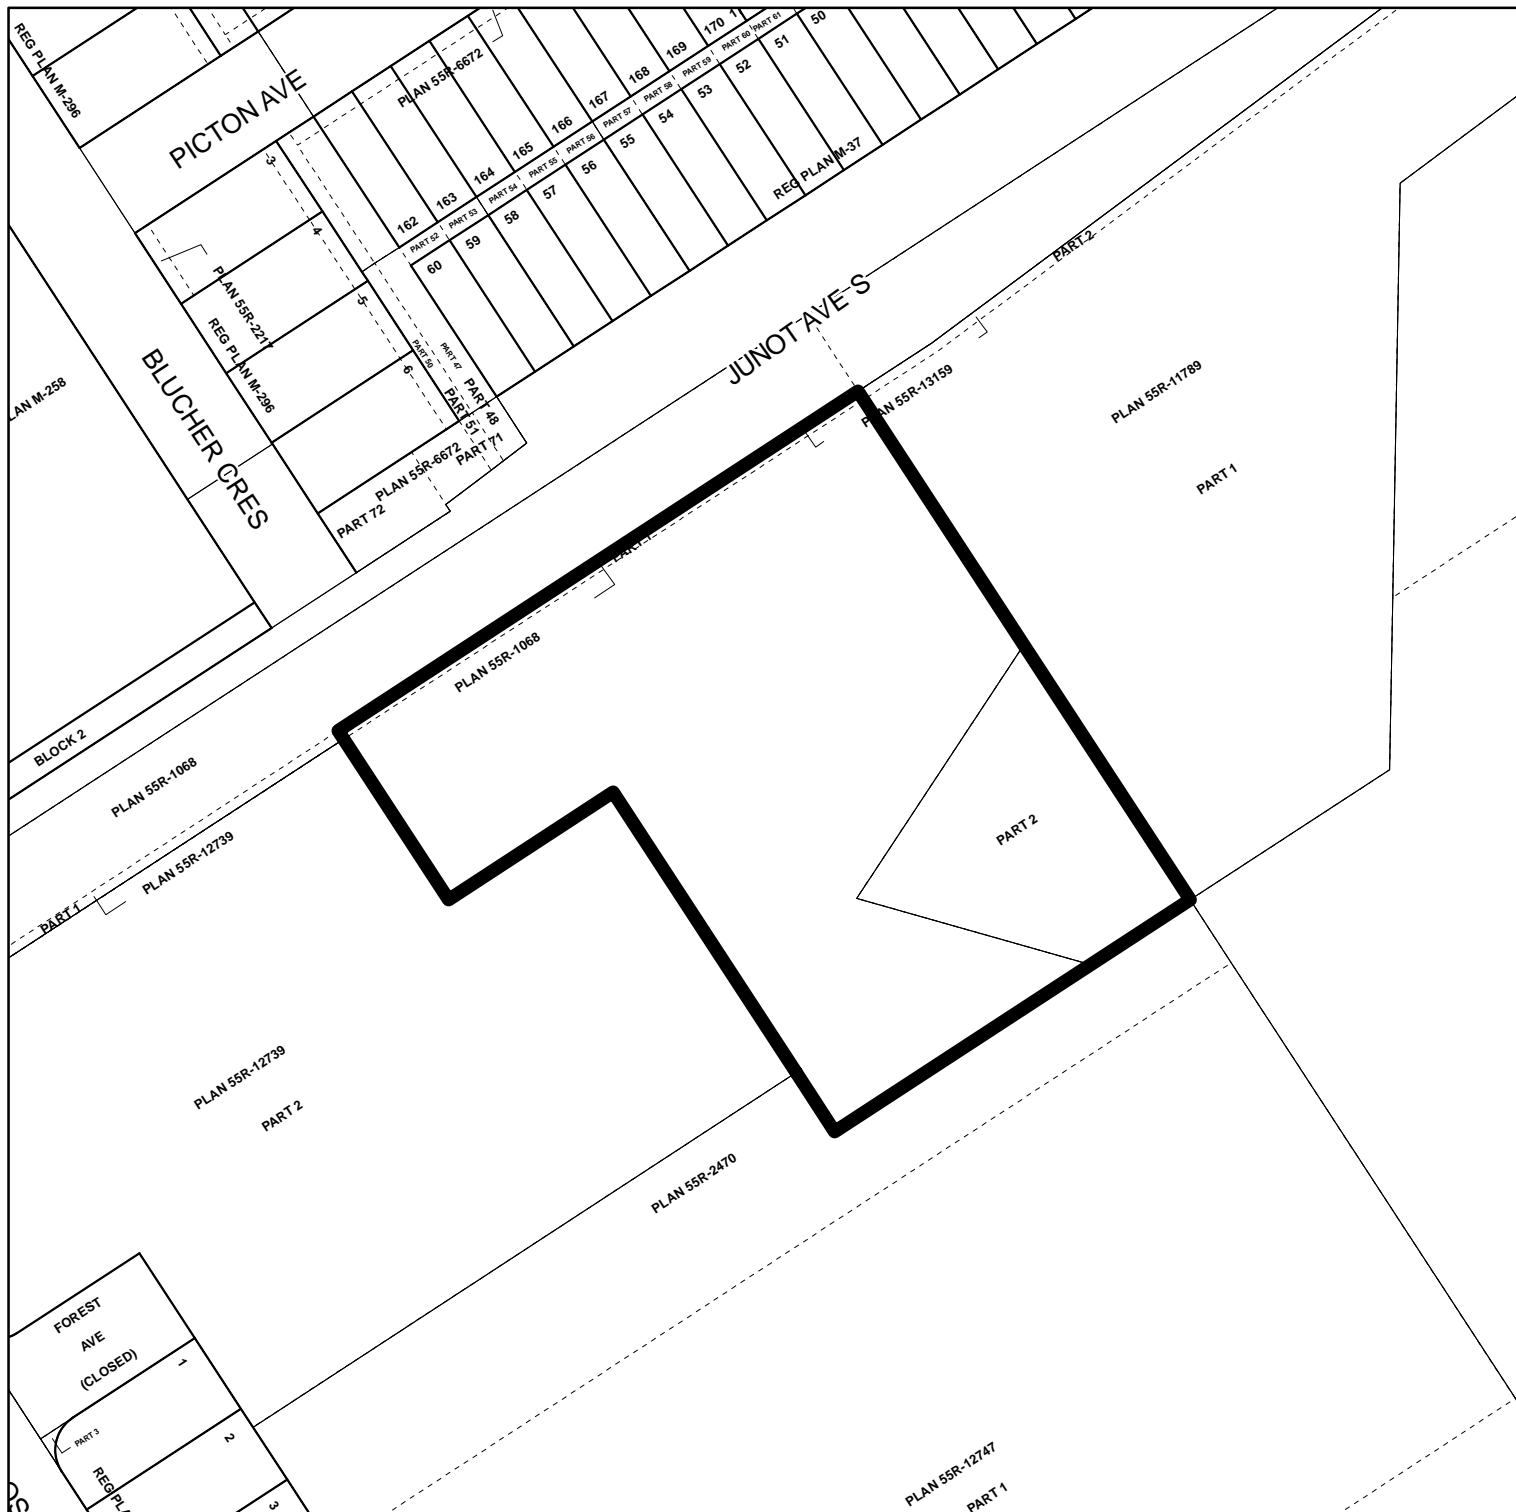 REG PLAN M-296
PICTON AVE
PLAN 55R-6672
162
163
164
165
166
167
168
169
170
PART 52
PART 53
PART 54
PART 55
PART 56
PART 57
PART 58
PART 59
PART 60
PART 61
60
59
58
57
56
55
54
53
52
51
50
REG PLAN M-37
3
4
5
6
PLAN 55R-2217
REG PLAN M-296
PART 50
PART 47
PART 48
PART 51
PART 71
PLAN 55R-6672
PART 72
BLUCHER CRES
LAN M-258
JUNOT AVE S
PART 2
PLAN 55R-13159
PLAN 55R-11789
PART 1
PLAN 55R-1068
BLOCK 2
PLAN 55R-1068
PLAN 55R-12739
PART 1
PART 2
PLAN 55R-12739
PART 2
PLAN 55R-2470
FOREST
AVE
(CLOSED)
1
2
3
PART 3
REG PLA
PLAN 55R-12747
PART 1